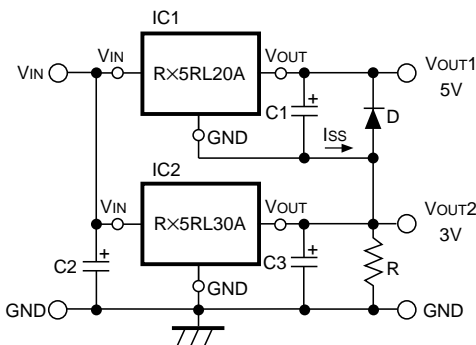 IC1
VIN
VIN
R×5RL20A
VOUT
VOUT1
5V
C1
+
D
GND
ISS
IC2
VIN
R×5RL30A
VOUT
VOUT2
3V
C2
+
C3
+
R
GND
GND
GND